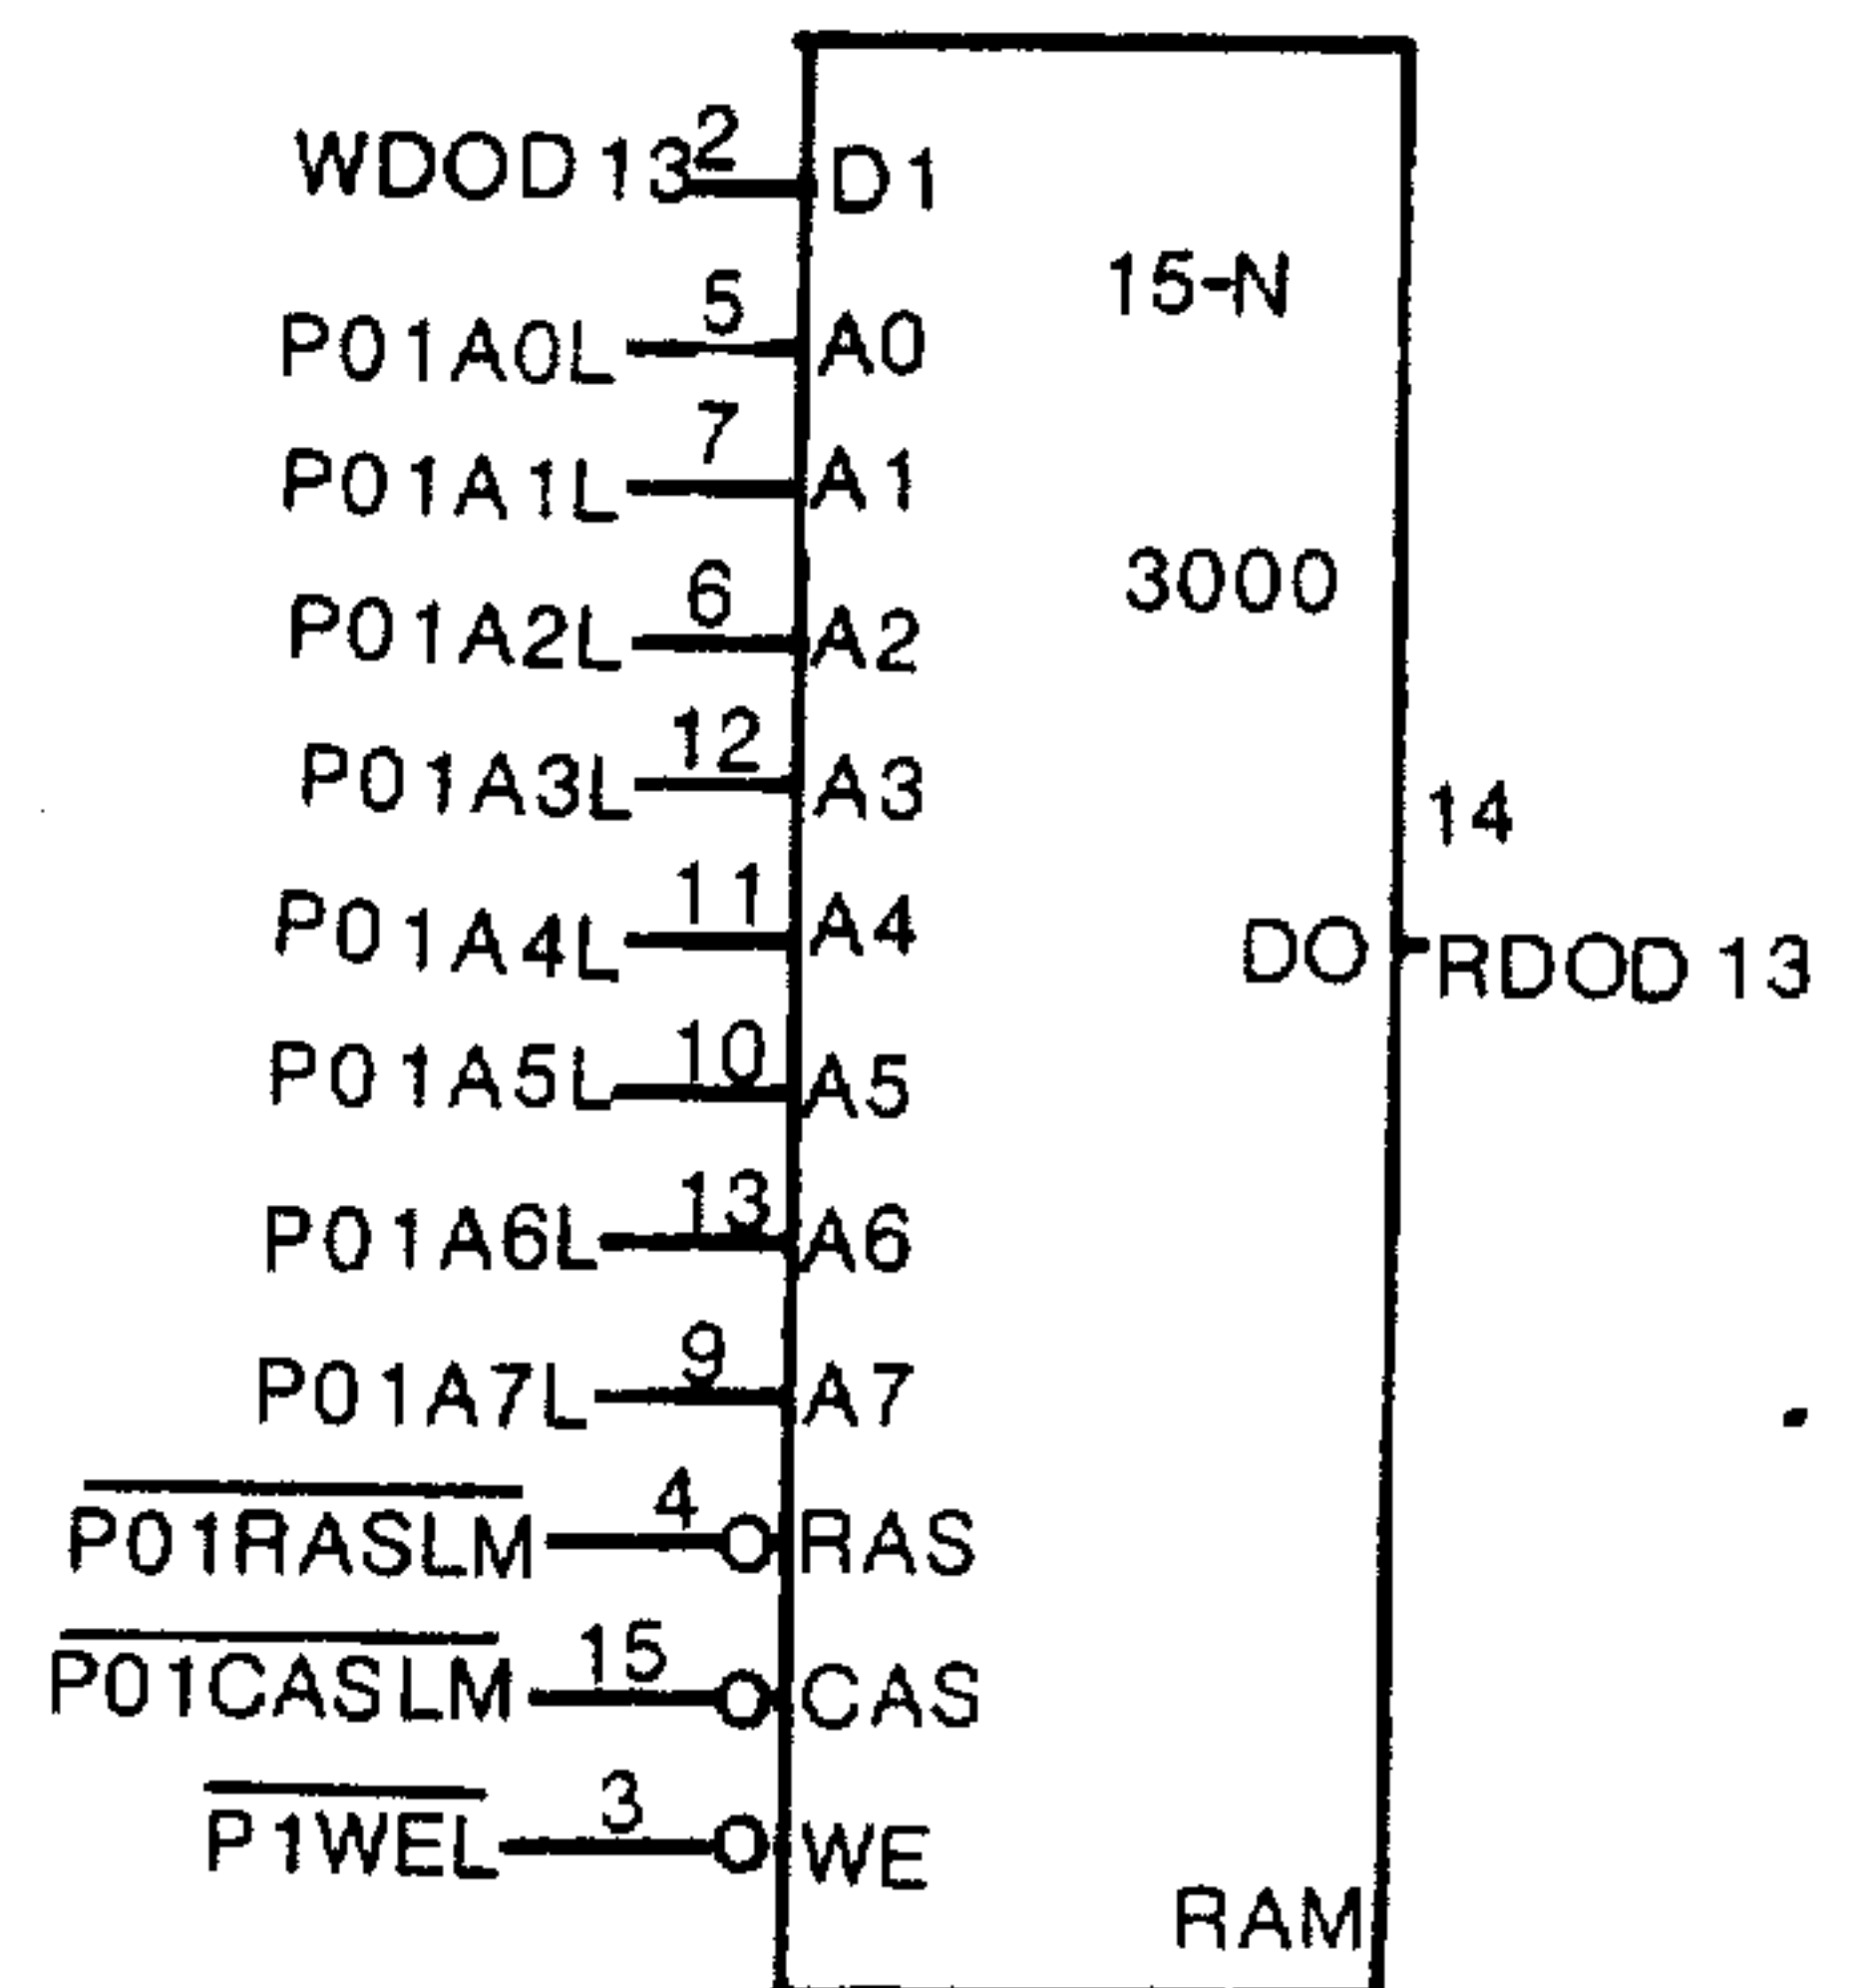 WDOD13 2 D1
15-N
P01A0L 5 A0
P01A1L 7 A1
3000
P01A2L 6 A2
P01A3L 12 A3
14
P01A4L 11 A4 DO RDOD13
P01A5L 10 A5
P01A6L 13 A6
P01A7L 9 A7
P01RASLM 4 RAS
P01CASLM 15 CAS
P1WEL 3 WE
RAM